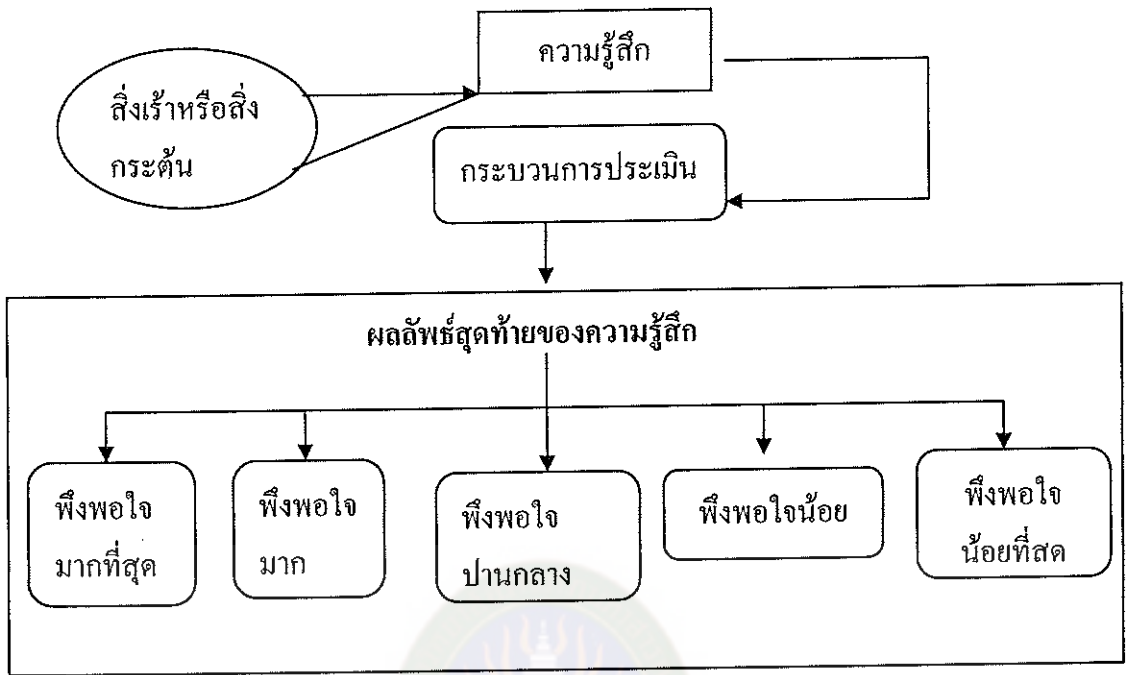 ความรู้สึก
สิ่งเร้าหรือสิ่ง
กระต้น
กระบวนการประเมิน
ผลลัพธ์สุดท้ายของความรู้สึก
พึงพอใจ
มากที่สุด
พึงพอใจ
มาก
พึงพอใจ
ปานกลาง
พึงพอใจน้อย
พึงพอใจ
น้อยที่สด